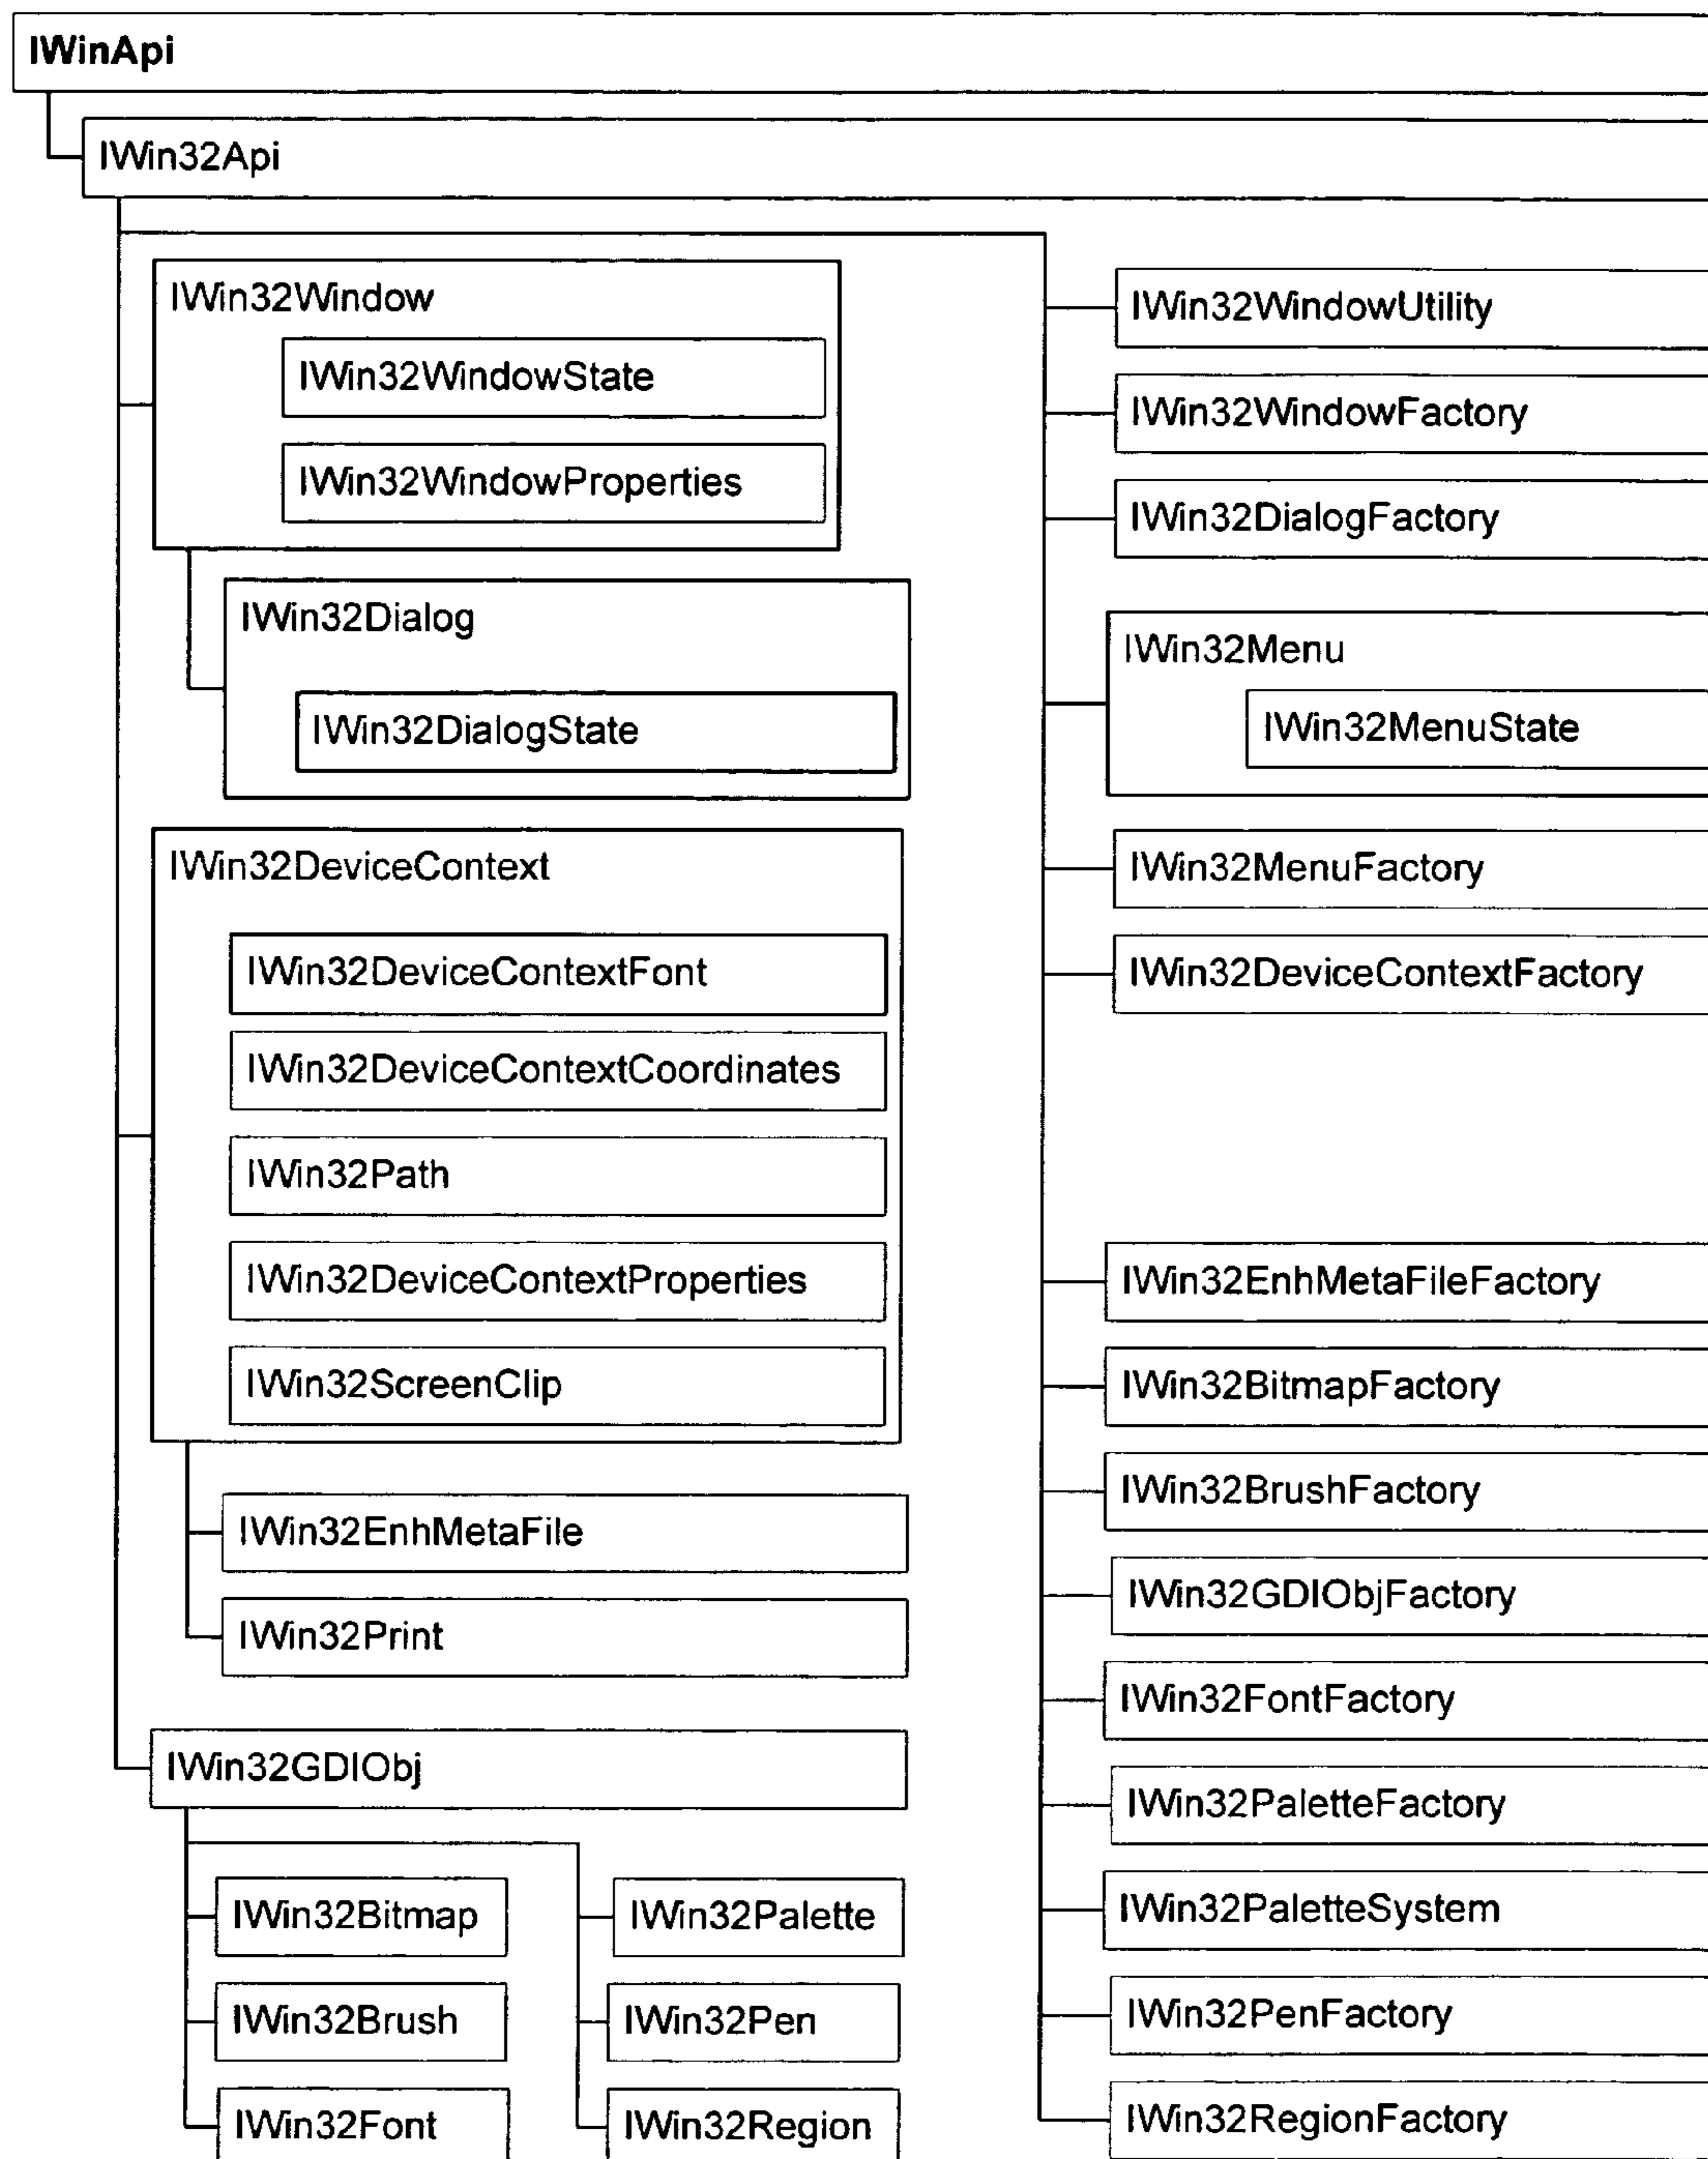 IWinApi
IWin32Api
IWin32Window
IWin32WindowState
IWin32WindowProperties
IWin32Dialog
IWin32DialogState
IWin32DeviceContext
IWin32DeviceContextFont
IWin32DeviceContextCoordinates
IWin32Path
IWin32DeviceContextProperties
IWin32ScreenClip
IWin32EnhMetaFile
IWin32Print
IWin32GDIObj
IWin32Bitmap
IWin32Brush
IWin32Font
IWin32Palette
IWin32Pen
IWin32Region
IWin32WindowUtility
IWin32WindowFactory
IWin32DialogFactory
IWin32Menu
IWin32MenuState
IWin32MenuFactory
IWin32DeviceContextFactory
IWin32EnhMetaFileFactory
IWin32BitmapFactory
IWin32BrushFactory
IWin32GDIObjFactory
IWin32FontFactory
IWin32PaletteFactory
IWin32PaletteSystem
IWin32PenFactory
IWin32RegionFactory